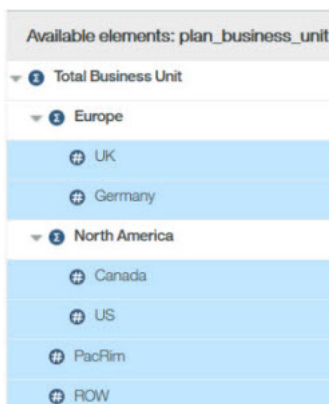 Available elements: plan_business_unit
Total Business Unit
Europe
UK
Germany
North America
Canada
US
PacRim
ROW